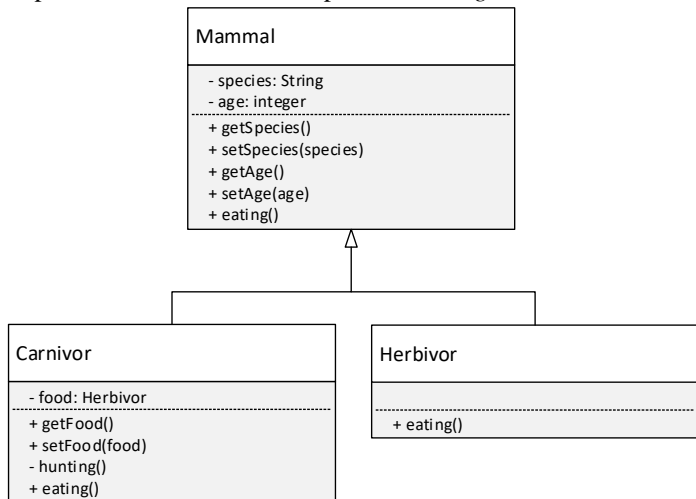 Mammal
- species: String
- age: integer
+ getSpecies()
+ setSpecies(species)
+ getAge()
+ setAge(age)
+ eating()
Carnivor
- food: Herbivor
+ getFood()
+ setFood(food)
- hunting()
+ eating()
Herbivor
+ eating()